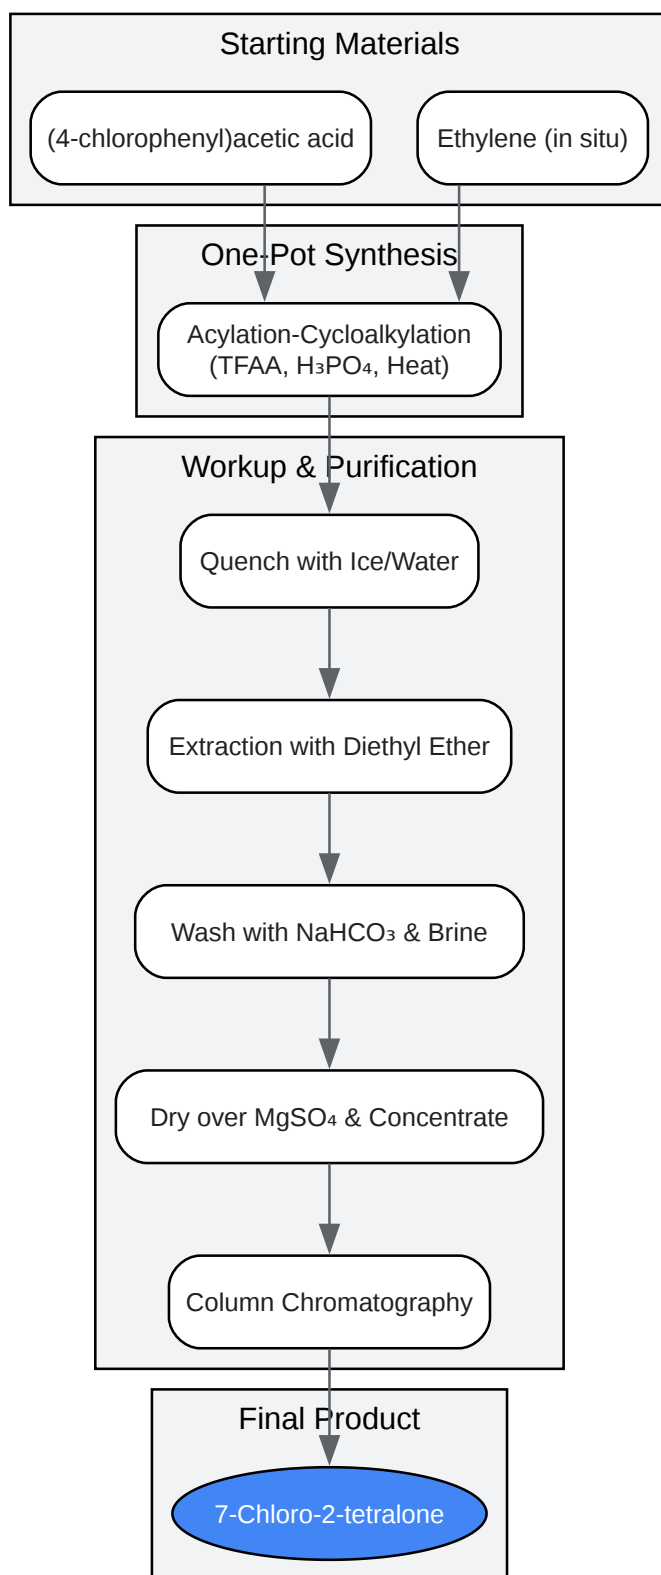 Starting Materials
(4-chlorophenyl)acetic acid
Ethylene (in situ)
One-Pot Synthesis
Acylation-Cycloalkylation
(TFAA, H₃PO₄, Heat)
Workup & Purification
Quench with Ice/Water
Extraction with Diethyl Ether
Wash with NaHCO₃ & Brine
Dry over MgSO₄ & Concentrate
Column Chromatography
Final Product
7-Chloro-2-tetralone